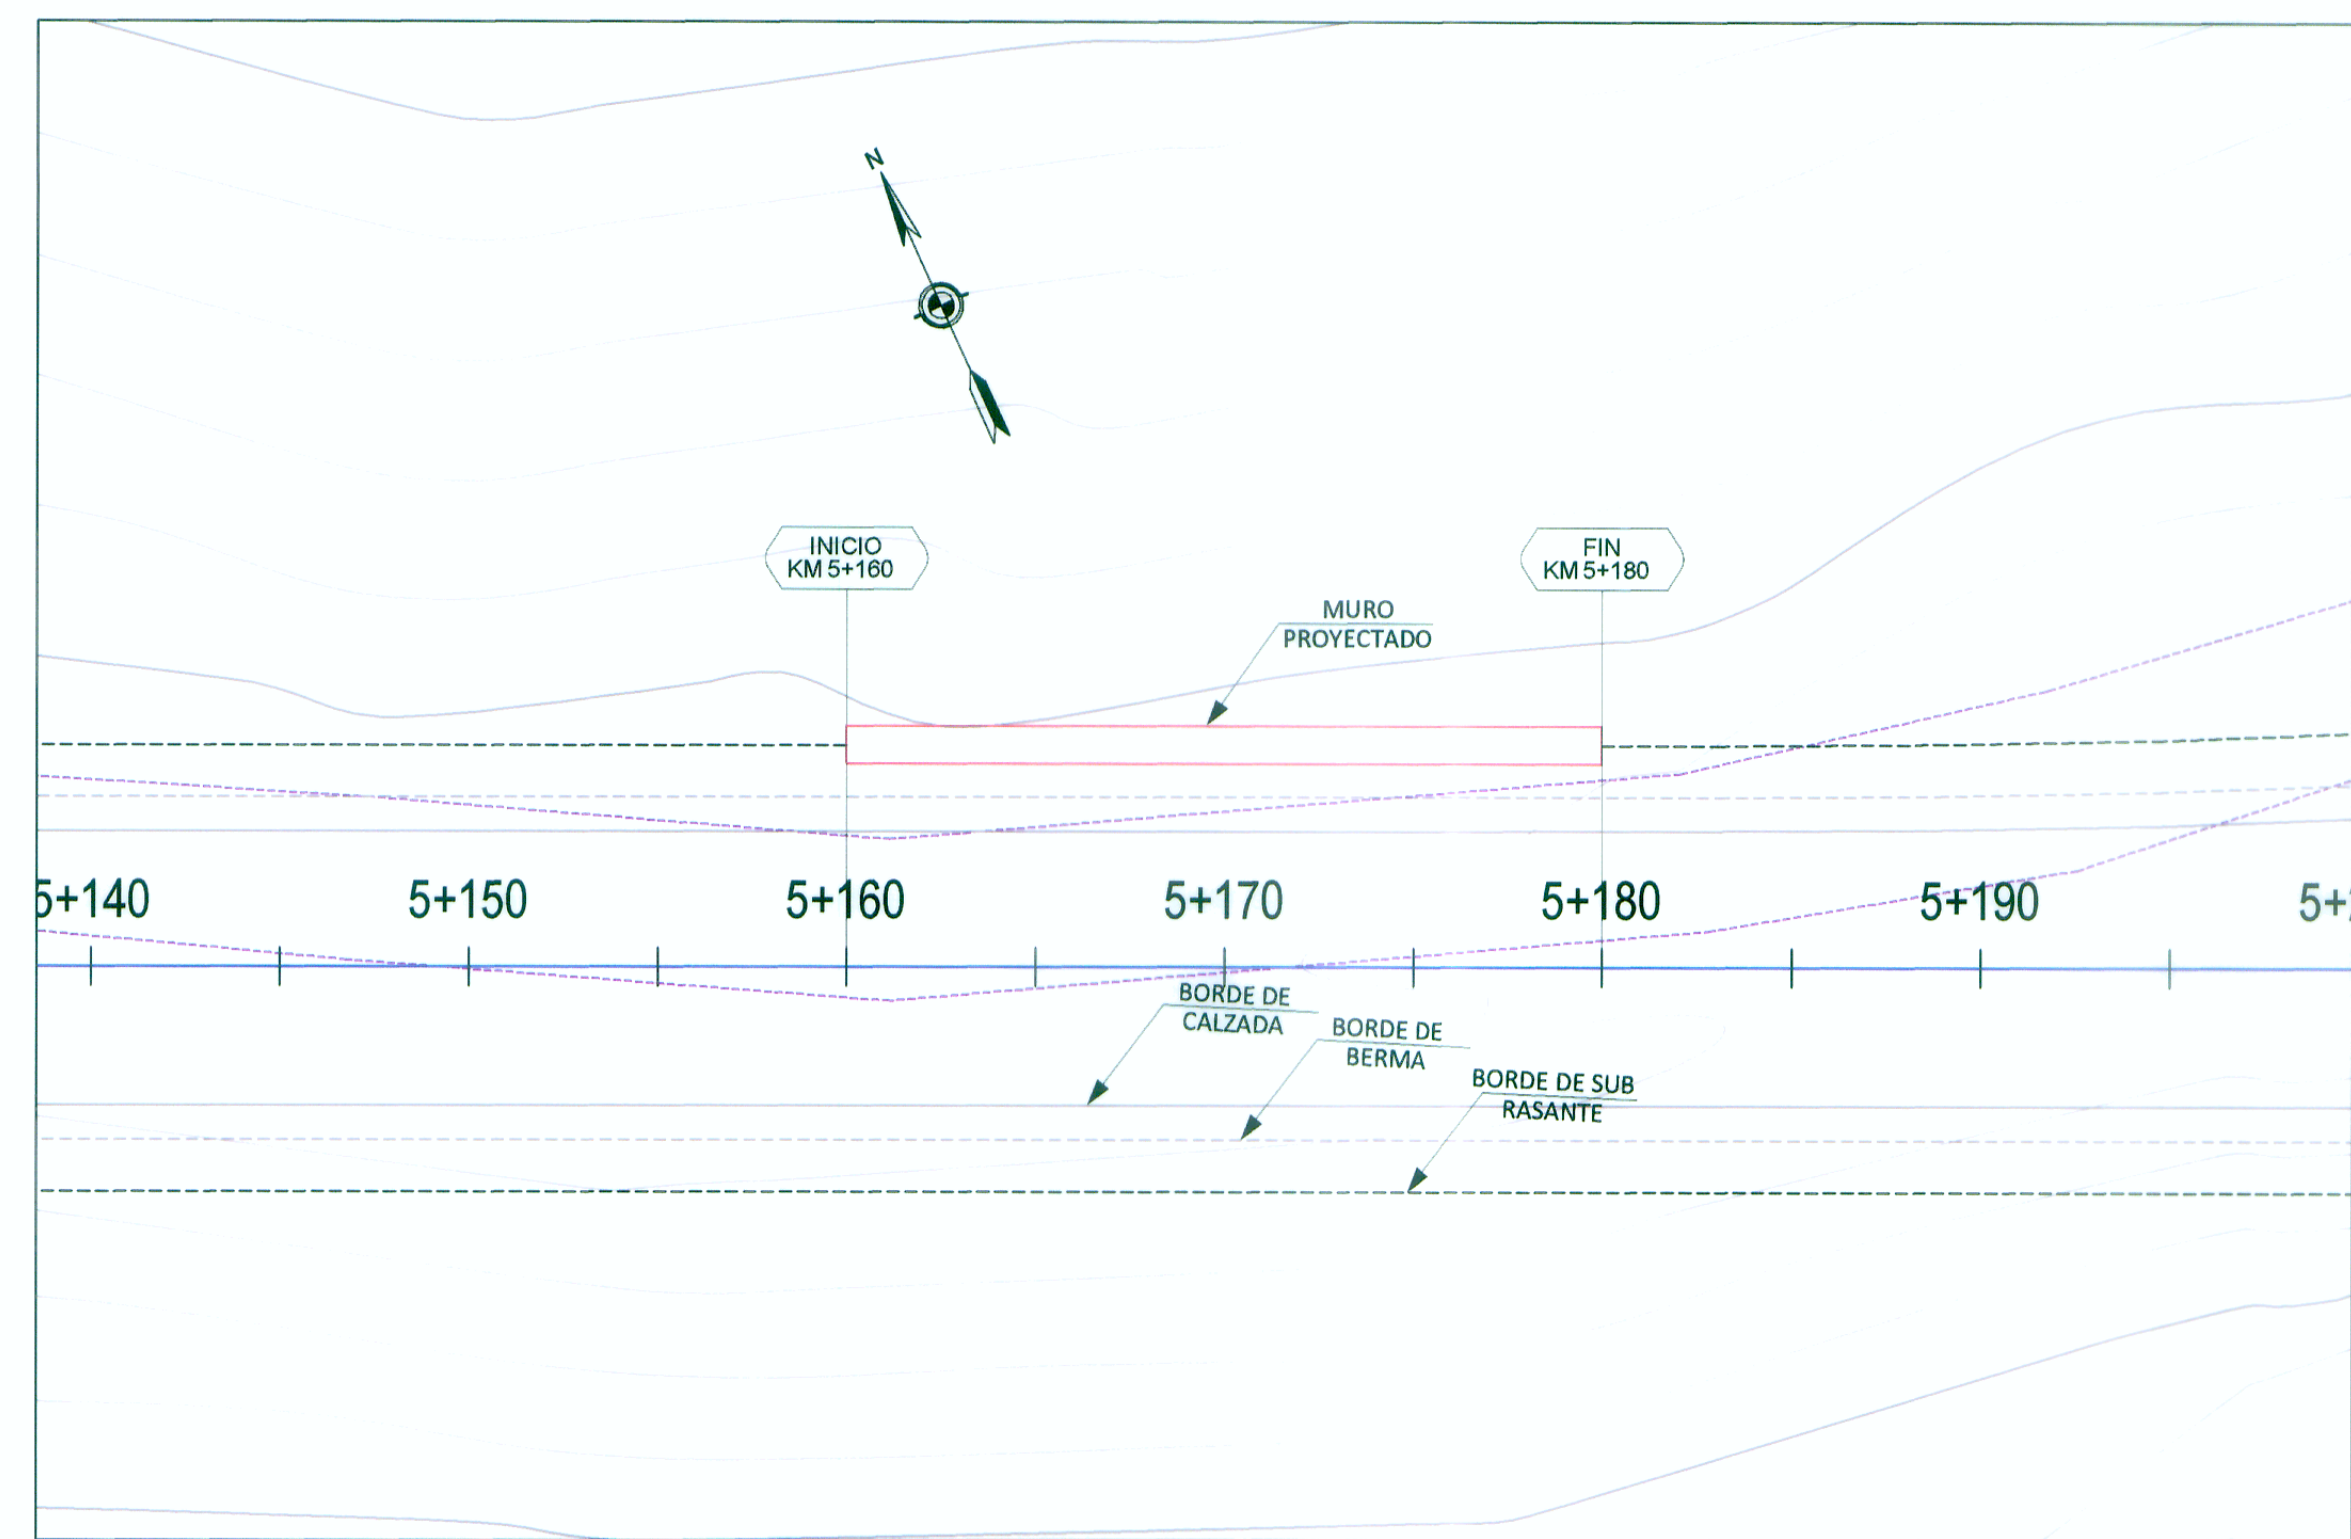 N
INICIO
KM 5+160
FIN
KM 5+180
MURO
PROYECTADO
5+140
5+150
5+160
5+170
5+180
5+190
BORDE DE
CALZADA
BORDE DE
BERMA
BORDE DE SUB
RASANTE